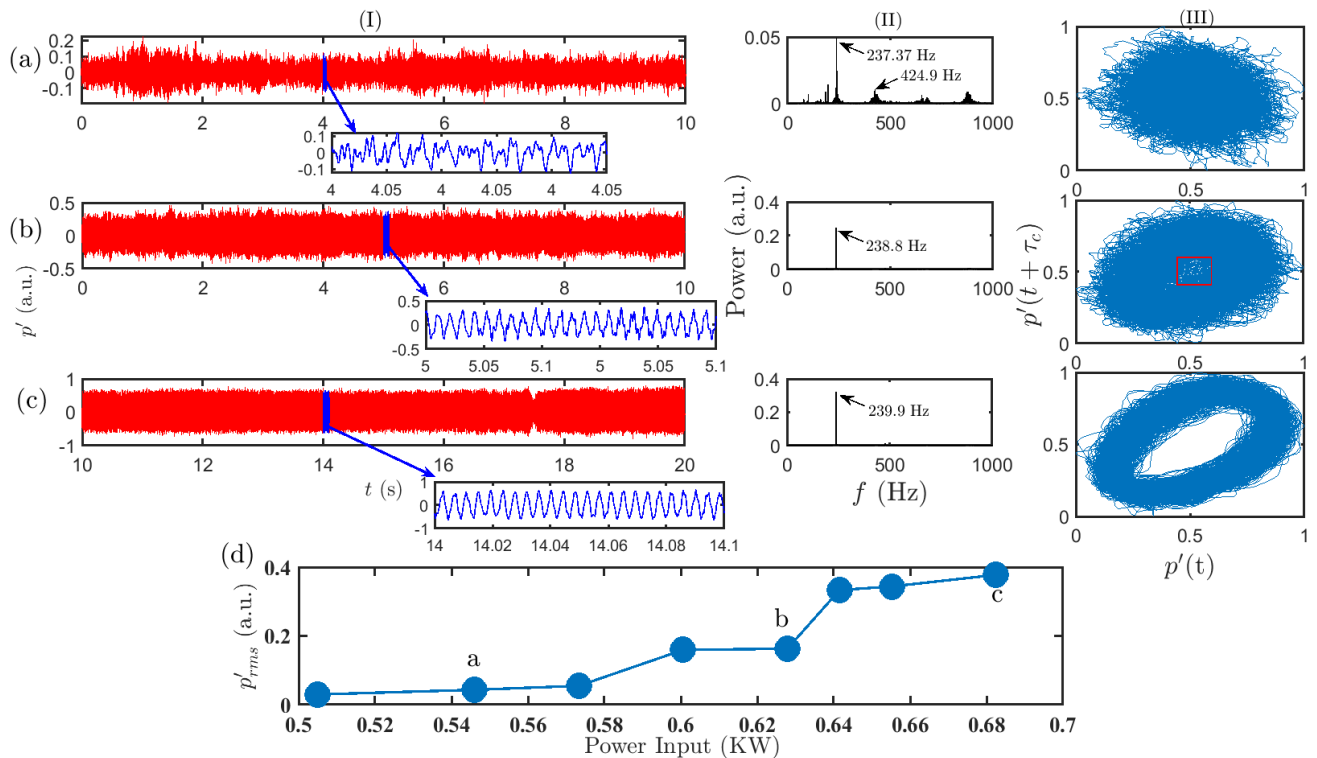 (I) (II) (III)
(a)
0.2
0.1
0
-0.1
0 2 4 6 8 10
0.1
0
-0.1
4 4.05 4 4.05 4 4.05
0.05
0
237.37 Hz
424.9 Hz
0 500 1000
1
0.5
0
0 0.5 1
(b)
0.5
0
-0.5
0 2 4 6 8 10
0.5
0
-0.5
5 5.05 5.1 5 5.05 5.1
0.4
0.2
0
238.8 Hz
0 500 1000
1
0.5
0
0 0.5 1
p′ (a.u.)
Power (a.u.)
p′(t + τc)
(c)
1
0
-1
10 12 14 16 18 20
t (s)
1
0
-1
14 14.02 14.04 14.06 14.08 14.1
0.4
0.2
0
239.9 Hz
0 500 1000
f (Hz)
1
0.5
0
0 0.5 1
p′(t)
(d)
p′rms (a.u.)
0.4
0.2
0
a
b
c
0.5 0.52 0.54 0.56 0.58 0.6 0.62 0.64 0.66 0.68 0.7
Power Input (KW)